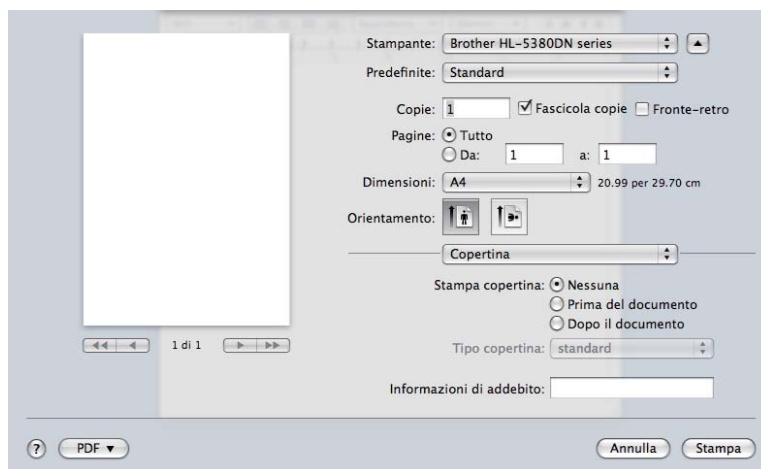 Stampante: Brother HL-5380DN series
Predefinite: Standard
Copie: 1 Fascicola copie Fronte-retro
Pagine: Tutto
Da: 1 a: 1
Dimensioni: A4 20.99 per 29.70 cm
Orientamento:
Copertina
Stampa copertina: Nessuna
Prima del documento
Dopo il documento
1 di 1
Tipo copertina: standard
Informazioni di addebito:
? PDF Annulla Stampa